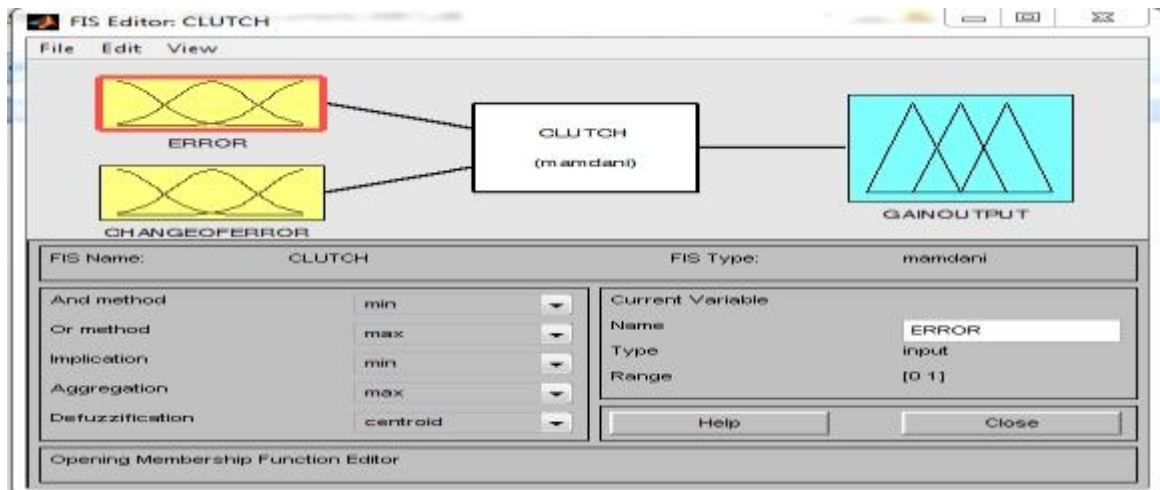 FIS Editor: CLUTCH
File Edit View
ERROR
CHANGEOFERROR
CLUTCH
(mamdani)
GAINOUTPUT
FIS Name: CLUTCH FIS Type: mamdani
And method min
Or method max
Implication min
Aggregation max
Defuzzification centroid
Current Variable
Name ERROR
Type input
Range [0 1]
Help Close
Opening Membership Function Editor